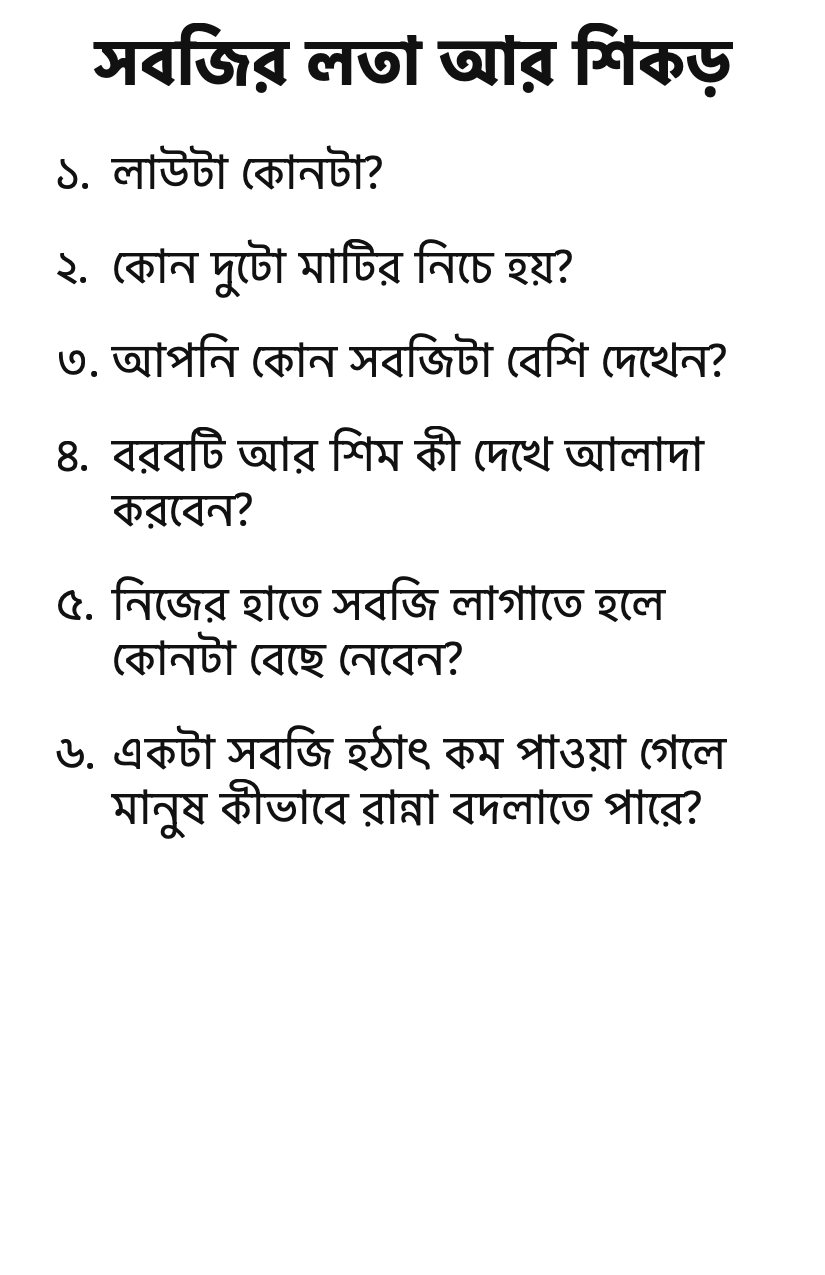 সবজির লতা আর শিকড়
১. লাউটা কোনটা?
২. কোন দুটো মাটির নিচে হয়?
৩. আপনি কোন সবজিটা বেশি দেখেন?
৪. বরবটি আর শিম কী দেখে আলাদা
করবেন?
৫. নিজের হাতে সবজি লাগাতে হলে
কোনটা বেছে নেবেন?
৬. একটা সবজি হঠাৎ কম পাওয়া গেলে
মানুষ কীভাবে রান্না বদলাতে পারে?